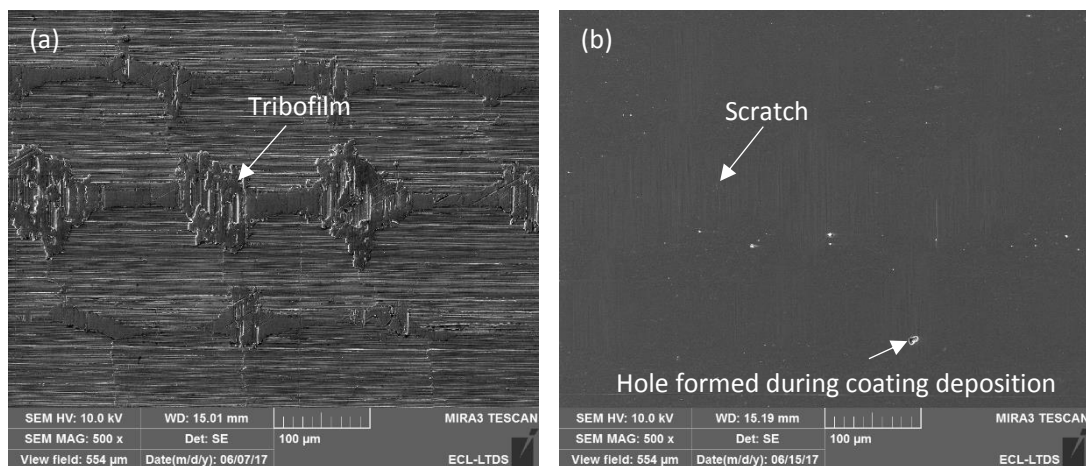 (a)
Tribofilm
SEM HV: 10.0 kV
WD: 15.01 mm
MIRA3 TESCAN
SEM MAG: 500 x
Det: SE
100 µm
View field: 554 µm
Date(m/d/y): 06/07/17
ECL-LTDS
(b)
Scratch
Hole formed during coating deposition
SEM HV: 10.0 kV
WD: 15.19 mm
MIRA3 TESCAN
SEM MAG: 500 x
Det: SE
100 µm
View field: 554 µm
Date(m/d/y): 06/15/17
ECL-LTDS